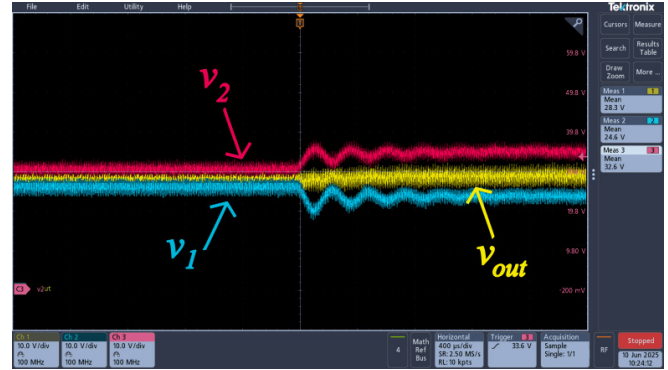 File Edit Utility Help
Tektronix
Cursors Measure
Search Results Table
Draw Zoom More ...
Meas 1 1
Mean
28.3 V
Meas 2 2
Mean
24.6 V
Meas 3 3
Mean
32.6 V
T
59.8 V
49.8 V
39.8 V
19.8 V
9.80 V
-200 mV
v2
v1
vout
C3 v2ut
Ch 1
10.0 V/div
100 MHz
Ch 2
10.0 V/div
100 MHz
Ch 3
10.0 V/div
100 MHz
4
Math
Ref
Bus
Horizontal
400 µs/div
SR: 2.50 MS/s
RL: 10 kpts
Trigger 3
33.6 V
Acquisition
Sample
Single: 1/1
RF
Stopped
10 Jun 2025
10:24:12